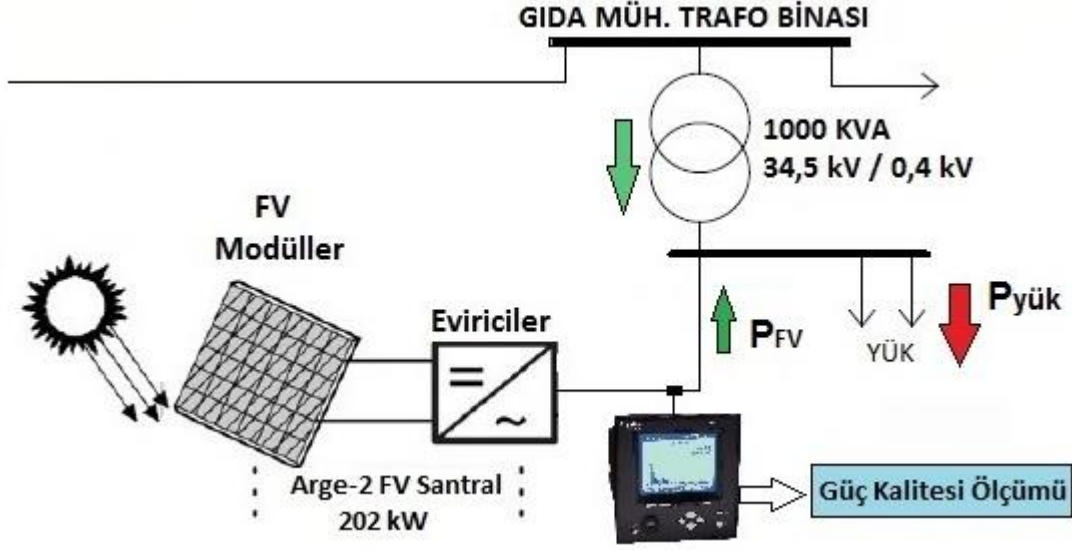 GIDA MÜH. TRAFO BİNASI
1000 KVA
34,5 kV / 0,4 kV
FV
Modüller
Eviriciler
PFV
YÜK
Pyük
Arge-2 FV Santral
202 kW
Güç Kalitesi Ölçümü